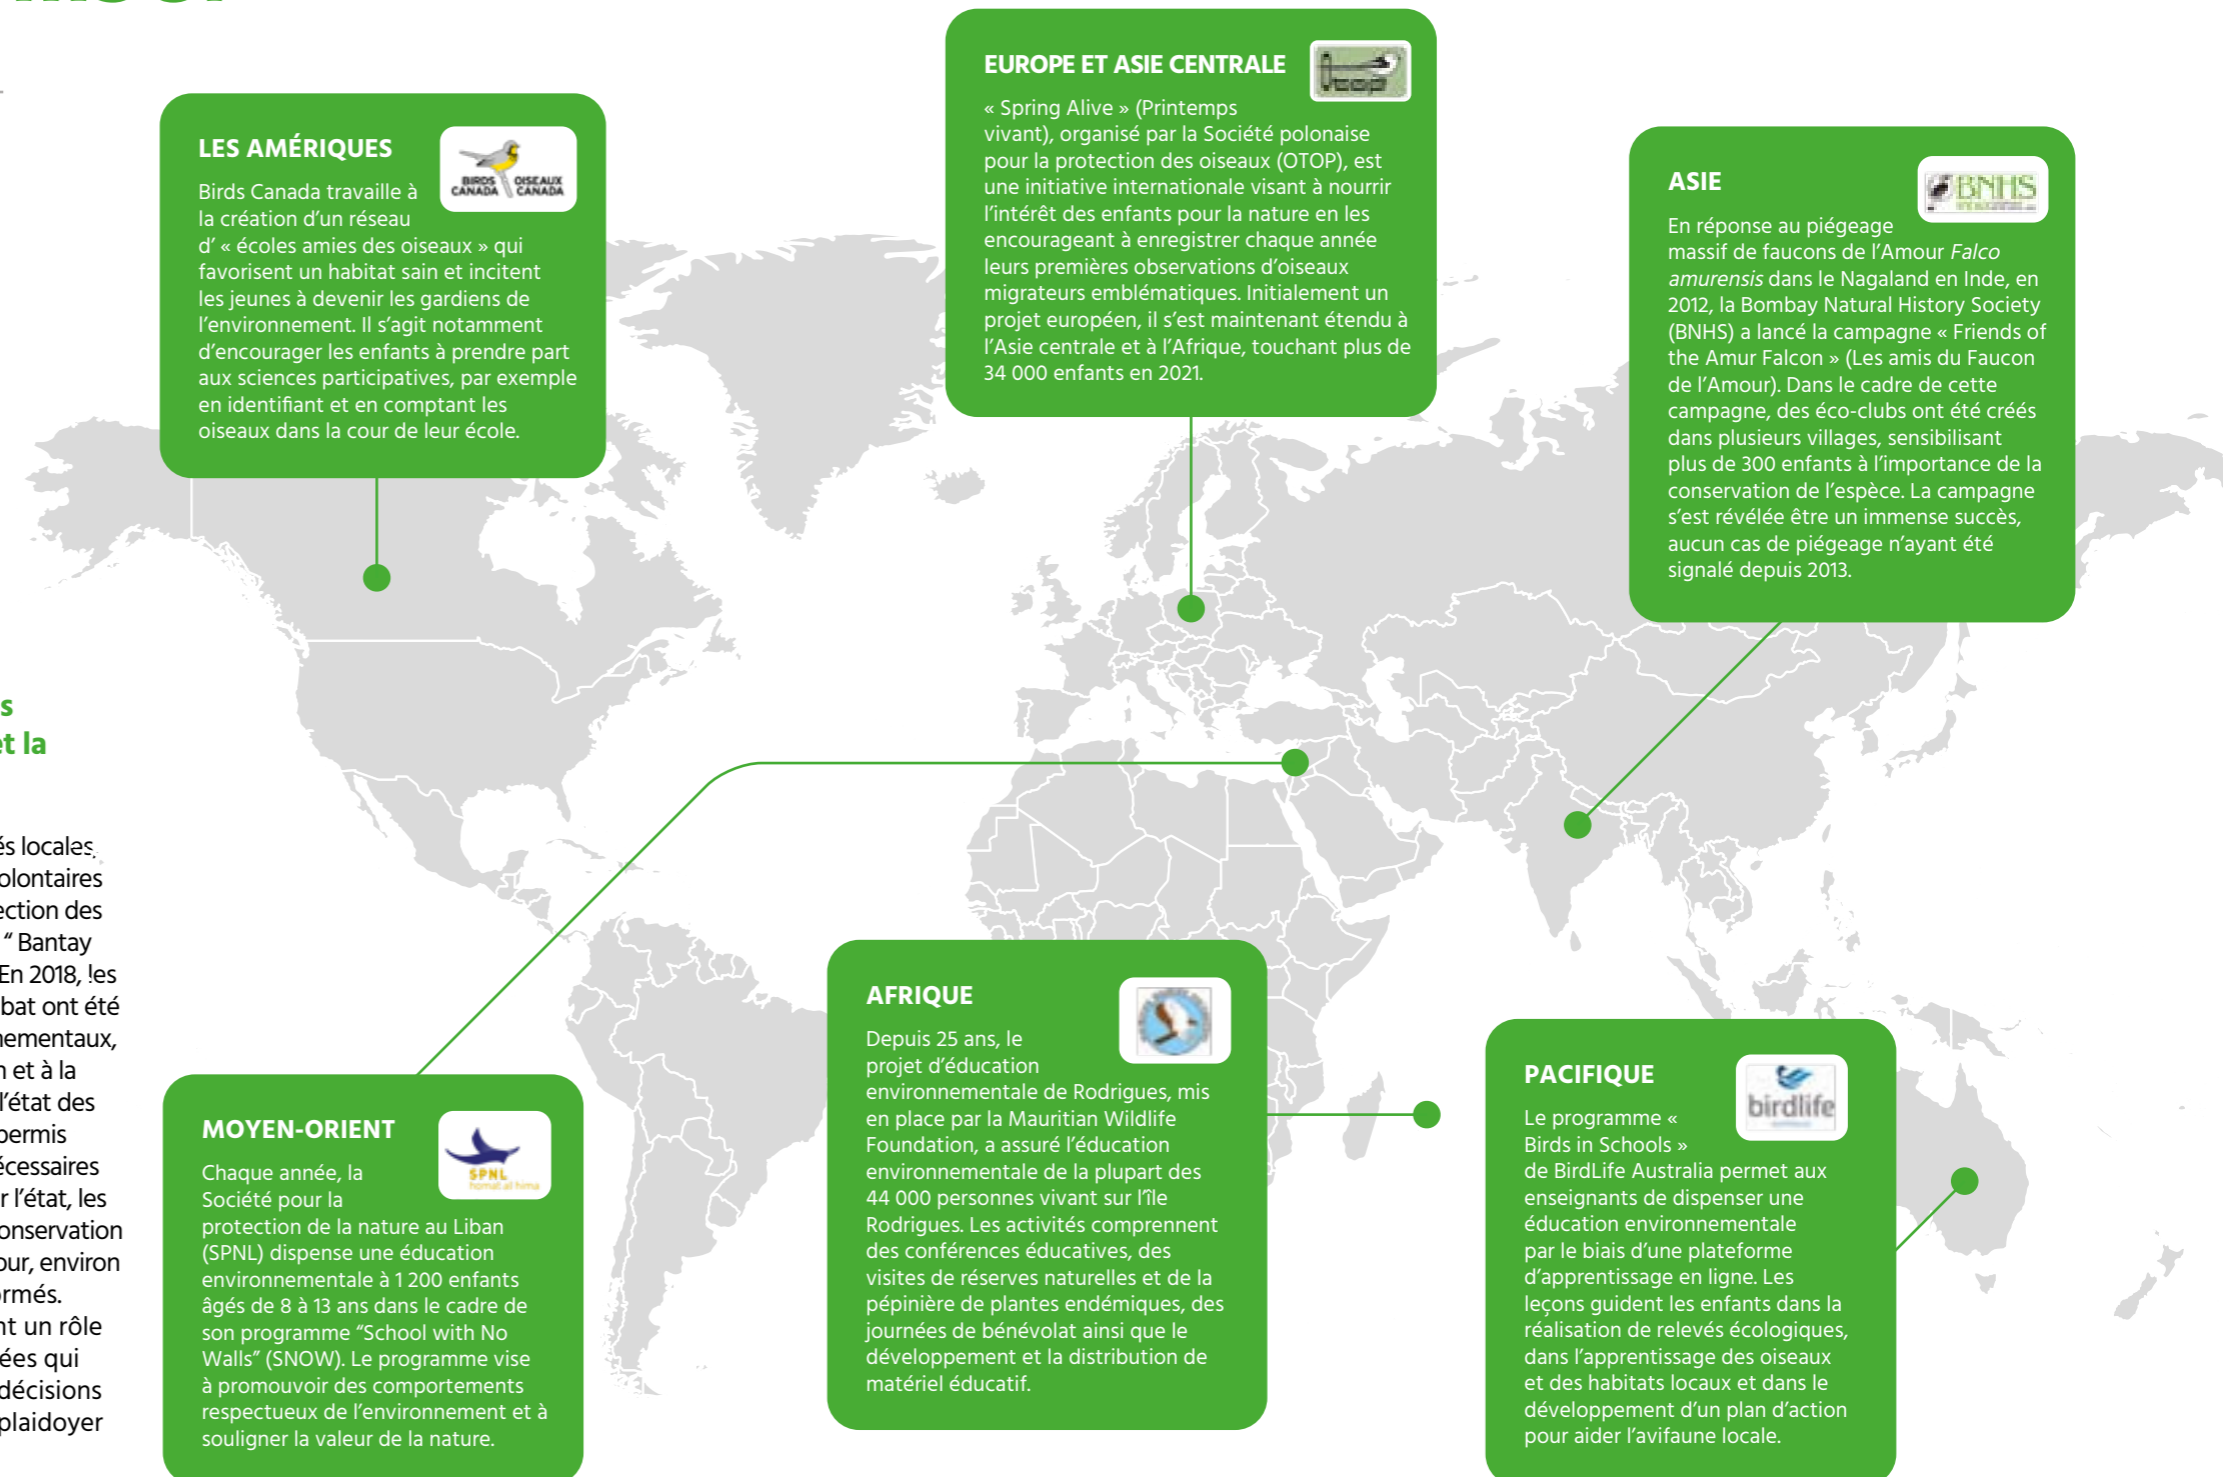 LES AMÉRIQUES
BIRDS CANADA
OISEAUX CANADA
Birds Canada travaille à
la création d’un réseau
d’ « écoles amies des oiseaux » qui
favorisent un habitat sain et incitent
les jeunes à devenir les gardiens de
l’environnement. Il s’agit notamment
d’encourager les enfants à prendre part
aux sciences participatives, par exemple
en identifiant et en comptant les
oiseaux dans la cour de leur école.
EUROPE ET ASIE CENTRALE
otop
« Spring Alive » (Printemps
vivant), organisé par la Société polonaise
pour la protection des oiseaux (OTOP), est
une initiative internationale visant à nourrir
l’intérêt des enfants pour la nature en les
encourageant à enregistrer chaque année
leurs premières observations d’oiseaux
migrateurs emblématiques. Initialement un
projet européen, il s’est maintenant étendu à
l’Asie centrale et à l’Afrique, touchant plus de
34 000 enfants en 2021.
ASIE
BNHS
En réponse au piégeage
massif de faucons de l’Amour Falco
amurensis dans le Nagaland en Inde, en
2012, la Bombay Natural History Society
(BNHS) a lancé la campagne « Friends of
the Amur Falcon » (Les amis du Faucon
de l’Amour). Dans le cadre de cette
campagne, des éco-clubs ont été créés
dans plusieurs villages, sensibilisant
plus de 300 enfants à l’importance de la
conservation de l’espèce. La campagne
s’est révélée être un immense succès,
aucun cas de piégeage n’ayant été
signalé depuis 2013.
s
et la
és locales,
olontaires
ection des
“ Bantay
En 2018, les
bat ont été
nementaux,
n et à la
l’état des
permis
écessaires
r l’état, les
onservation
our, environ
rmés.
nt un rôle
ées qui
décisions
plaidoyer
MOYEN-ORIENT
SPNL
homat al hima
Chaque année, la
Société pour la
protection de la nature au Liban
(SPNL) dispense une éducation
environnementale à 1 200 enfants
âgés de 8 à 13 ans dans le cadre de
son programme “School with No
Walls” (SNOW). Le programme vise
à promouvoir des comportements
respectueux de l’environnement et à
souligner la valeur de la nature.
AFRIQUE
Depuis 25 ans, le
projet d’éducation
environnementale de Rodrigues, mis
en place par la Mauritian Wildlife
Foundation, a assuré l’éducation
environnementale de la plupart des
44 000 personnes vivant sur l’île
Rodrigues. Les activités comprennent
des conférences éducatives, des
visites de réserves naturelles et de la
pépinière de plantes endémiques, des
journées de bénévolat ainsi que le
développement et la distribution de
matériel éducatif.
PACIFIQUE
birdlife
Le programme «
Birds in Schools »
de BirdLife Australia permet aux
enseignants de dispenser une
éducation environnementale
par le biais d’une plateforme
d’apprentissage en ligne. Les
leçons guident les enfants dans la
réalisation de relevés écologiques,
dans l’apprentissage des oiseaux
et des habitats locaux et dans le
développement d’un plan d’action
pour aider l’avifaune locale.